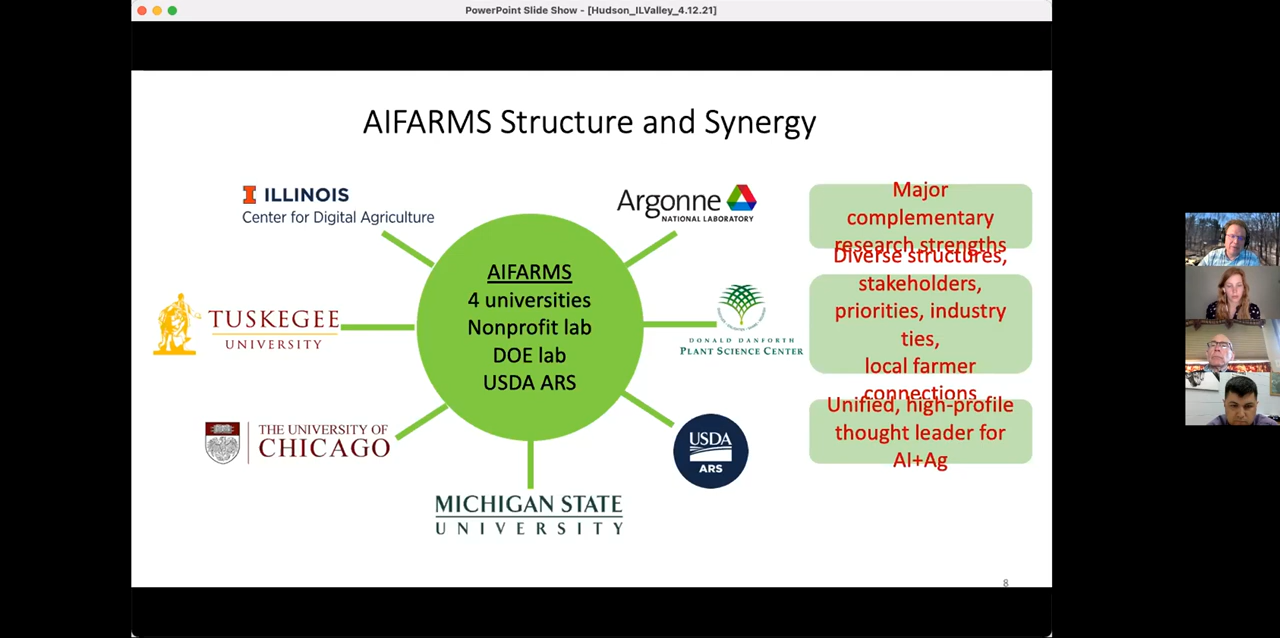 PowerPoint Slide Show - [Hudson_ILValley_4.12.21]
AIFARMS Structure and Synergy
ILLINOIS
Center for Digital Agriculture
Argonne
NATIONAL LABORATORY
TUSKEGEE
UNIVERSITY
AIFARMS
4 universities
Nonprofit lab
DOE lab
USDA ARS
DONALD DANFORTH
PLANT SCIENCE CENTER
THE UNIVERSITY OF
CHICAGO
USDA
ARS
MICHIGAN STATE
UNIVERSITY
Major
complementary
research strengths
Diverse structures,
stakeholders,
priorities, industry
ties,
local farmer
connections
Unified, high-profile
thought leader for
AI+Ag
8